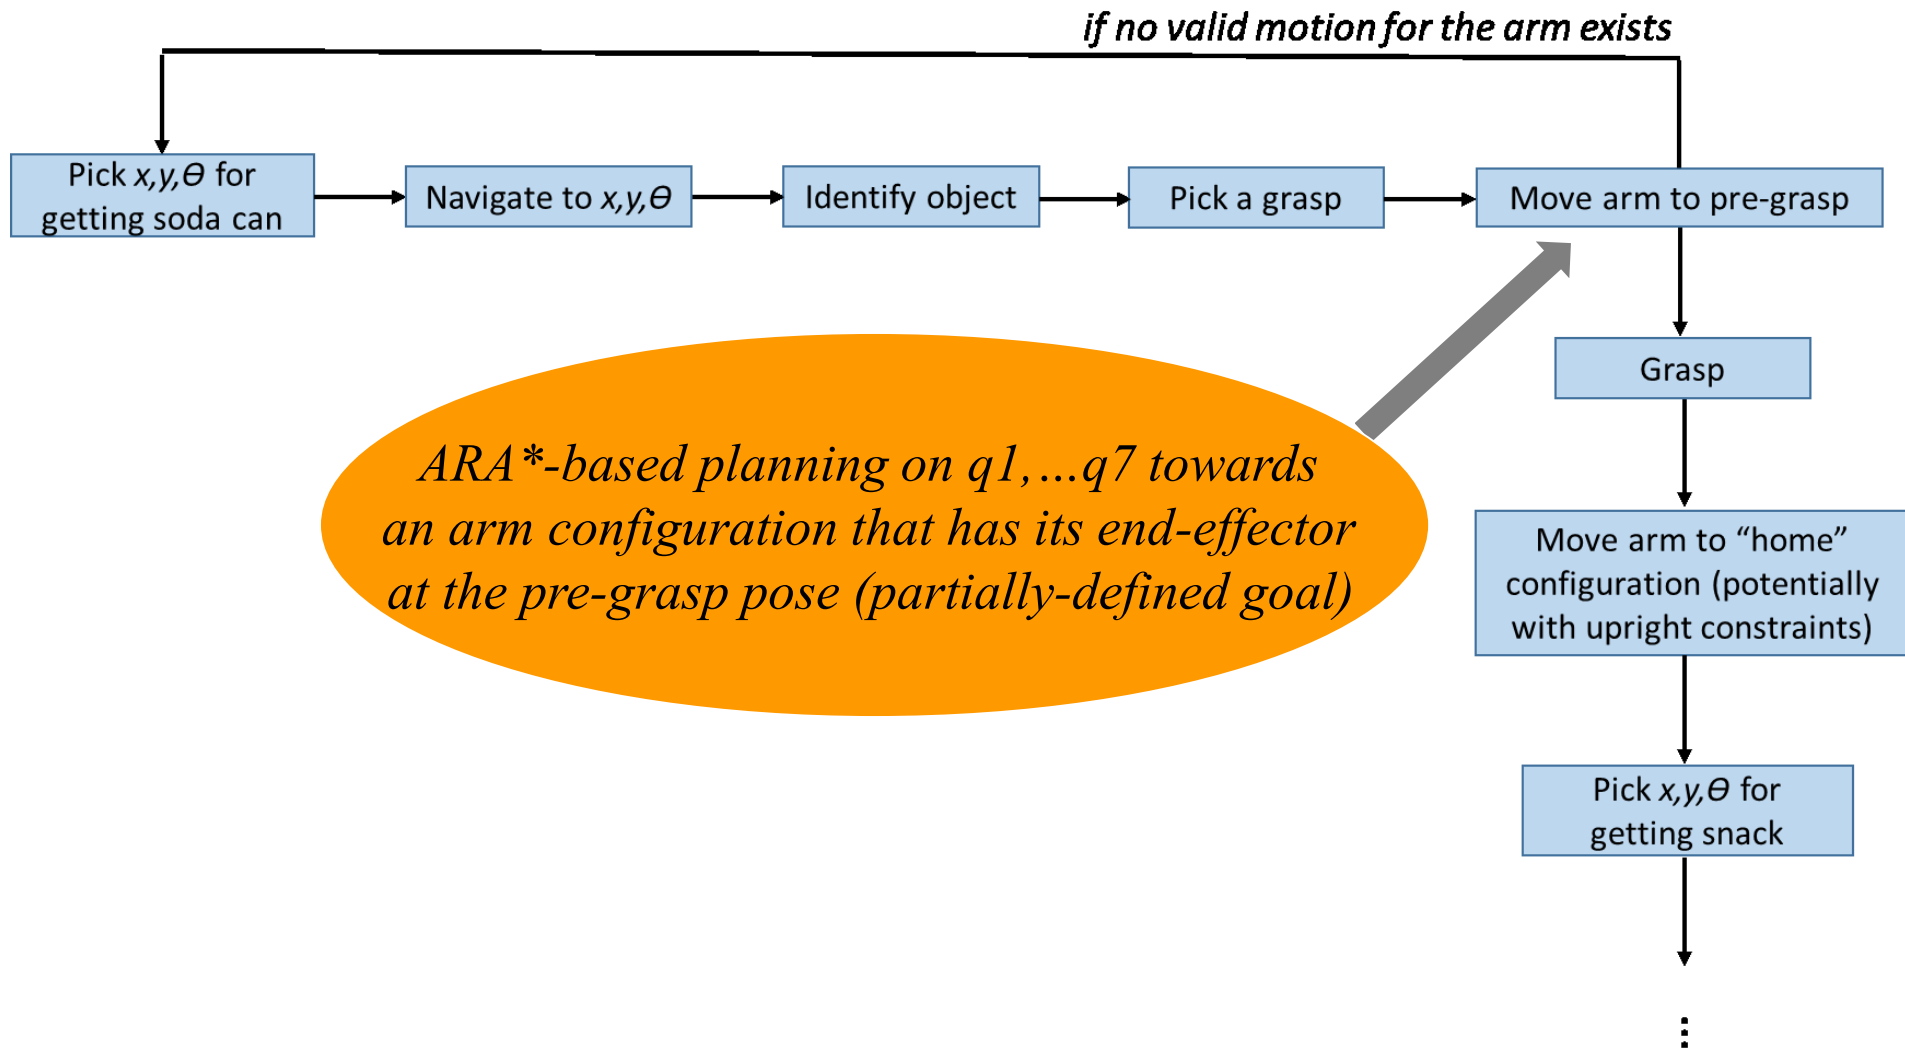 if no valid motion for the arm exists
Pick x,y,ϴ for
getting soda can
Navigate to x,y,ϴ
Identify object
Pick a grasp
Move arm to pre-grasp
Grasp
ARA*-based planning on q1,...q7 towards
an arm configuration that has its end-effector
at the pre-grasp pose (partially-defined goal)
Move arm to “home”
configuration (potentially
with upright constraints)
Pick x,y,ϴ for
getting snack
⋮